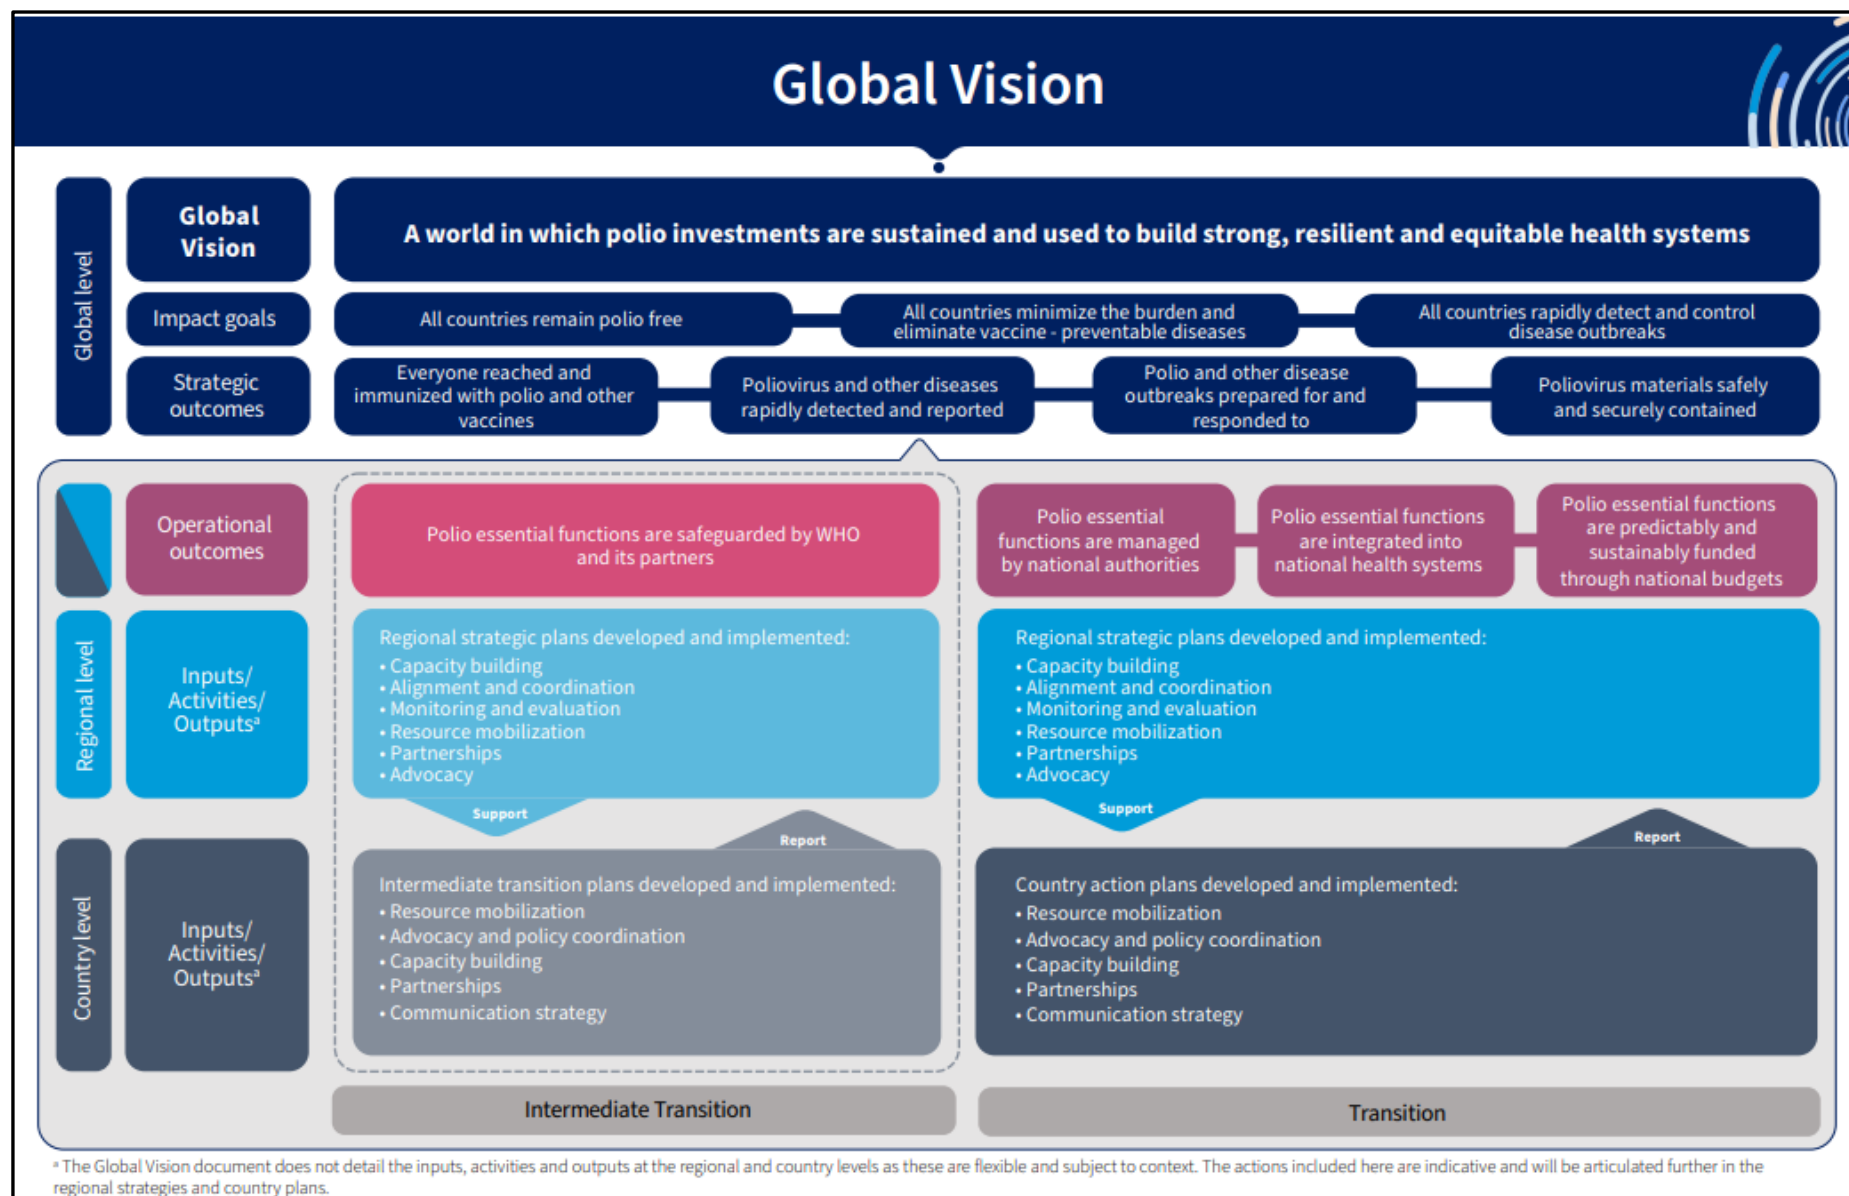 Global Vision
Global level
Global
Vision
A world in which polio investments are sustained and used to build strong, resilient and equitable health systems
Impact goals
All countries remain polio free
All countries minimize the burden and
eliminate vaccine - preventable diseases
All countries rapidly detect and control
disease outbreaks
Strategic
outcomes
Everyone reached and
immunized with polio and other
vaccines
Poliovirus and other diseases
rapidly detected and reported
Polio and other disease
outbreaks prepared for and
responded to
Poliovirus materials safely
and securely contained
Operational
outcomes
Polio essential functions are safeguarded by WHO
and its partners
Polio essential
functions are managed
by national authorities
Polio essential functions
are integrated into
national health systems
Polio essential functions
are predictably and
sustainably funded
through national budgets
Regional level
Inputs/
Activities/
Outputsᵃ
Regional strategic plans developed and implemented:
• Capacity building
• Alignment and coordination
• Monitoring and evaluation
• Resource mobilization
• Partnerships
• Advocacy
Support
Report
Regional strategic plans developed and implemented:
• Capacity building
• Alignment and coordination
• Monitoring and evaluation
• Resource mobilization
• Partnerships
• Advocacy
Support
Report
Country level
Inputs/
Activities/
Outputsᵃ
Intermediate transition plans developed and implemented:
• Resource mobilization
• Advocacy and policy coordination
• Capacity building
• Partnerships
• Communication strategy
Country action plans developed and implemented:
• Resource mobilization
• Advocacy and policy coordination
• Capacity building
• Partnerships
• Communication strategy
Intermediate Transition
Transition
ᵃ The Global Vision document does not detail the inputs, activities and outputs at the regional and country levels as these are flexible and subject to context. The actions included here are indicative and will be articulated further in the
regional strategies and country plans.